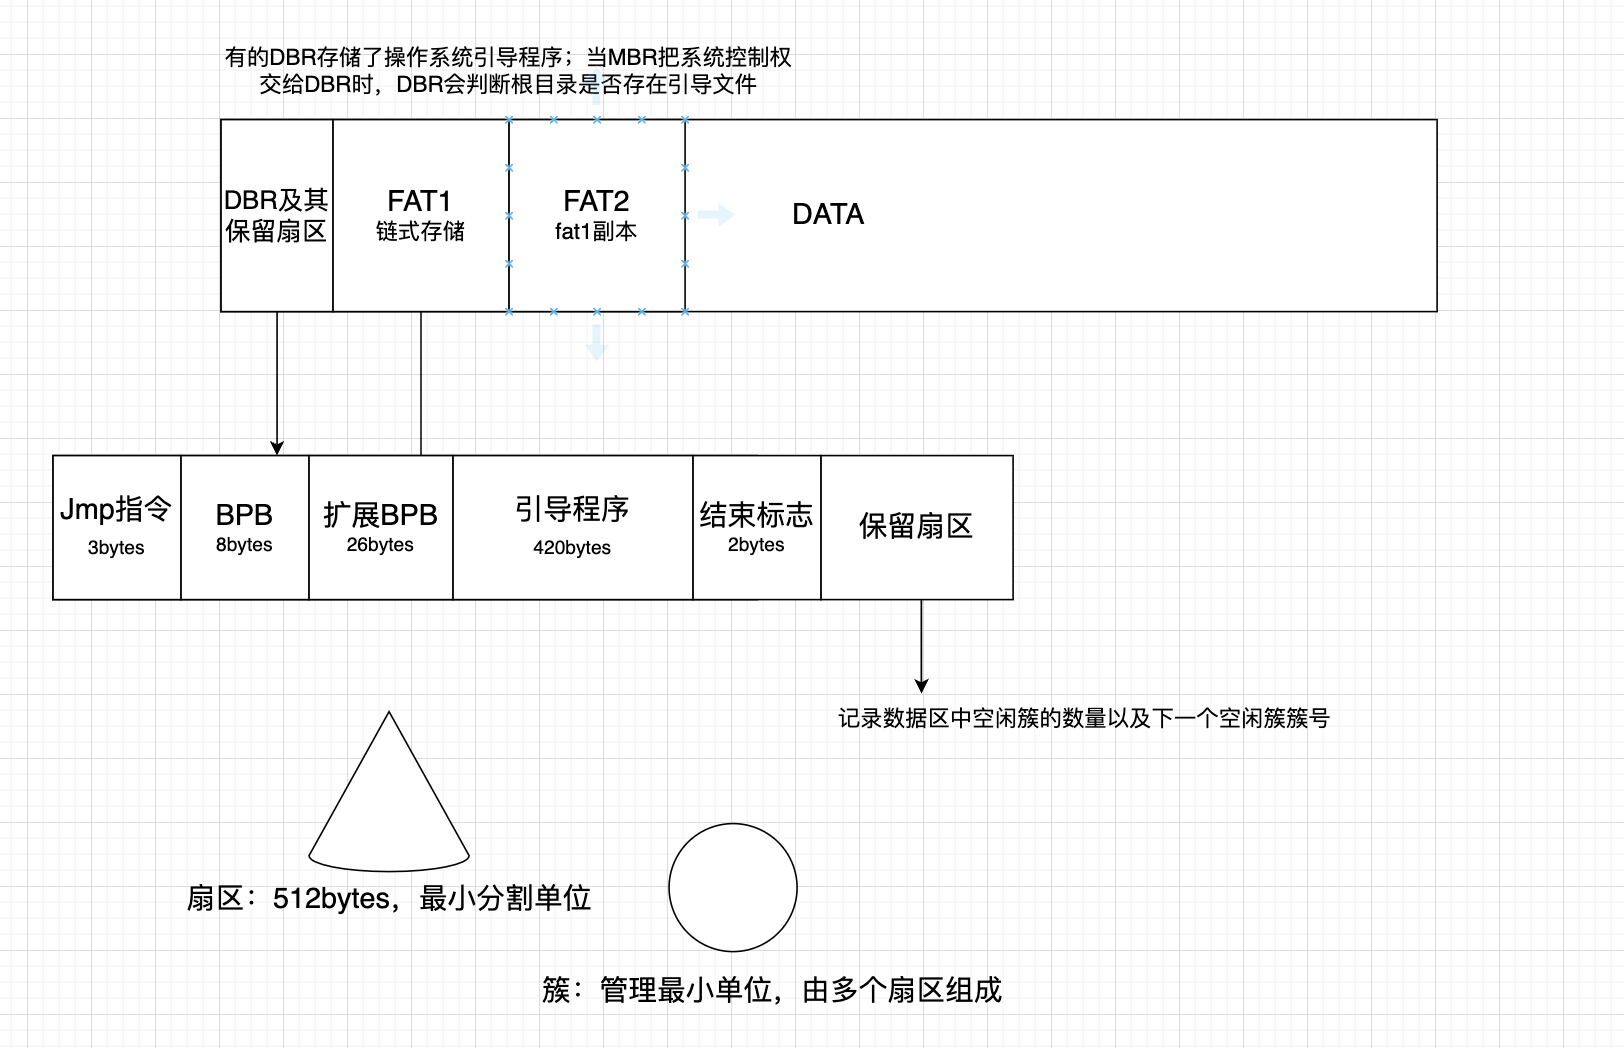 有的DBR存储了操作系统引导程序；当MBR把系统控制权
交给DBR时，DBR会判断根目录是否存在引导文件
DBR及其
保留扇区
FAT1
链式存储
FAT2
fat1副本
DATA
Jmp指令
3bytes
BPB
8bytes
扩展BPB
26bytes
引导程序
420bytes
结束标志
2bytes
保留扇区
记录数据区中空闲簇的数量以及下一个空闲簇簇号
扇区：512bytes，最小分割单位
簇：管理最小单位，由多个扇区组成